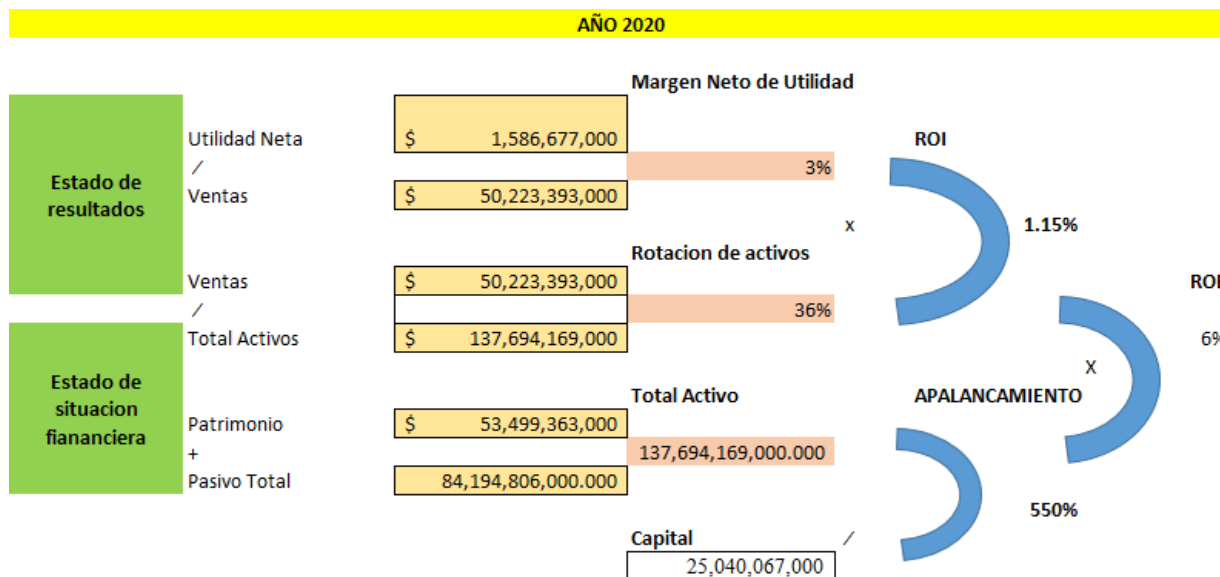 AÑO 2020
Margen Neto de Utilidad
Estado de resultados
Utilidad Neta $ 1,586,677,000
ROI
/ 3%
Ventas $ 50,223,393,000
x 1.15%
Rotacion de activos
Ventas $ 50,223,393,000
ROE
/ 36%
Total Activos $ 137,694,169,000
6%
X
Estado de situacion fiananciera
Total Activo
APALANCAMIENTO
Patrimonio $ 53,499,363,000
+ 137,694,169,000.000
Pasivo Total 84,194,806,000.000
550%
Capital /
25,040,067,000